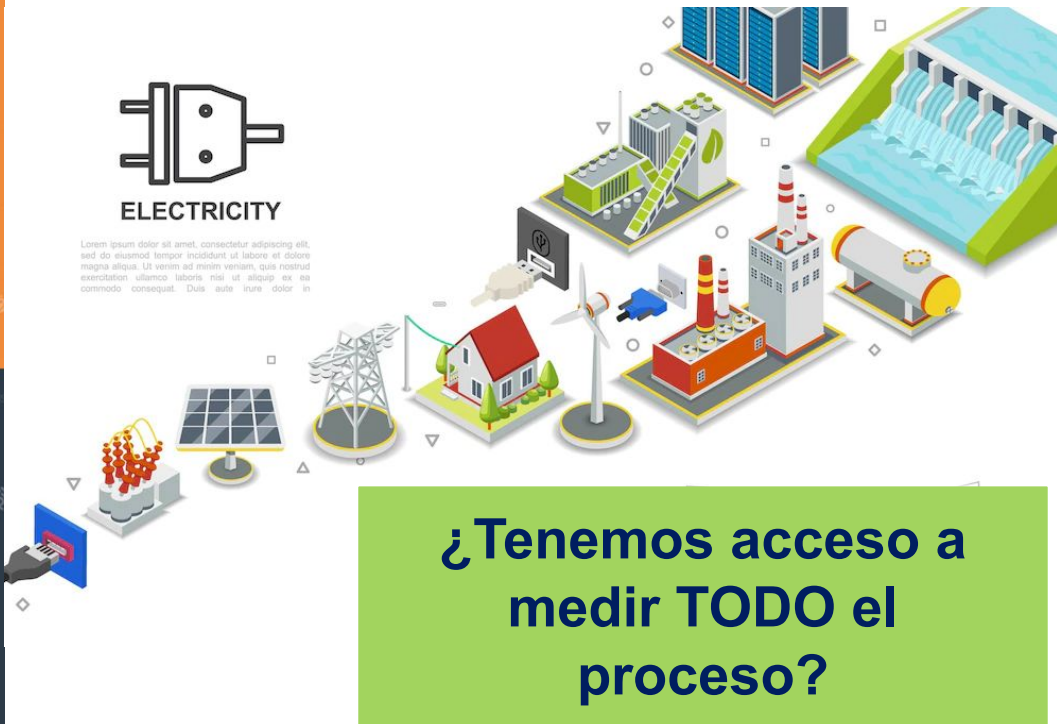 ELECTRICITY
Lorem ipsum dolor sit amet, consectetur adipiscing elit,
sed do eiusmod tempor incididunt ut labore et dolore
magna aliqua. Ut venim ad minim veniam, quis nostrud
exercitation ullamco laboris nisi ut aliquip ex ea
commodo consequat. Duis aute irure dolor in
¿Tenemos acceso a
medir TODO el
proceso?